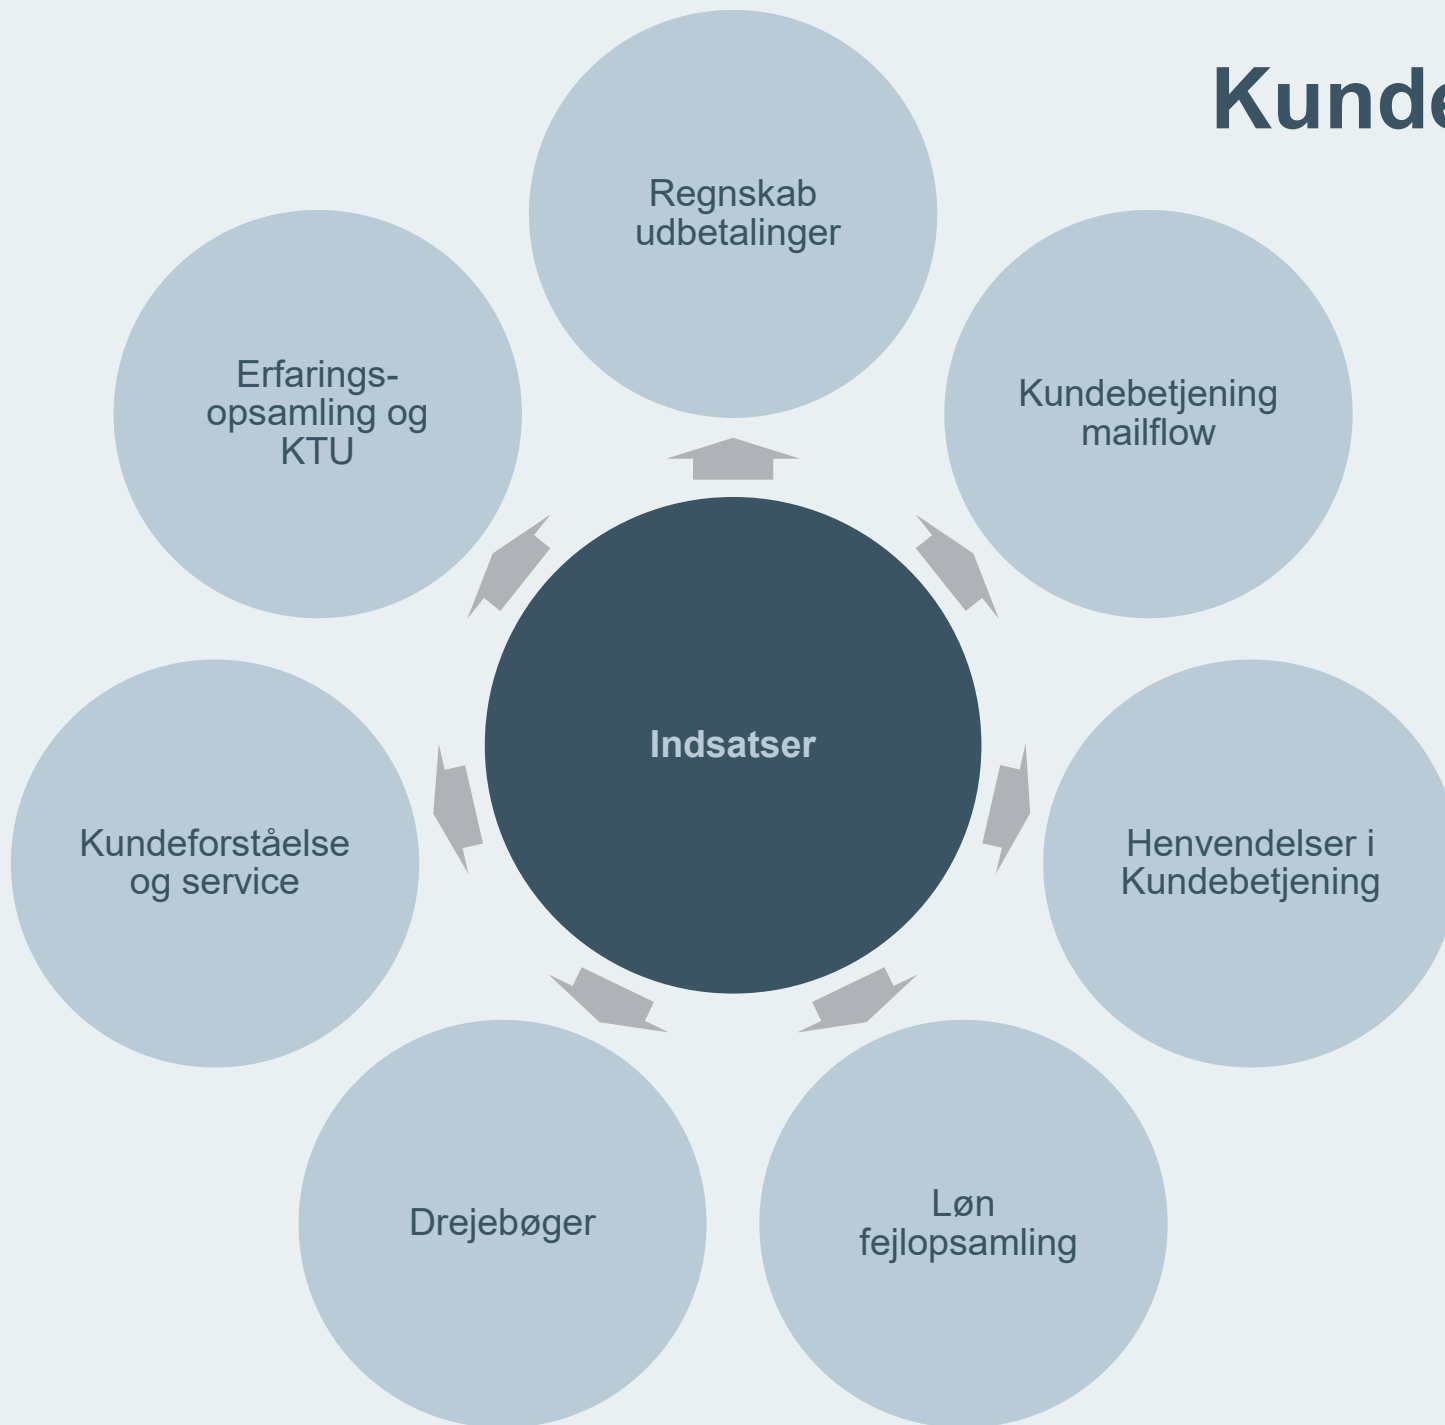 Kunde
Regnskab
udbetalinger
Kundebetjening
mailflow
Henvendelser i
Kundebetjening
Løn
fejlopsamling
Drejebøger
Kundeforståelse
og service
Erfarings-
opsamling og
KTU
Indsatser